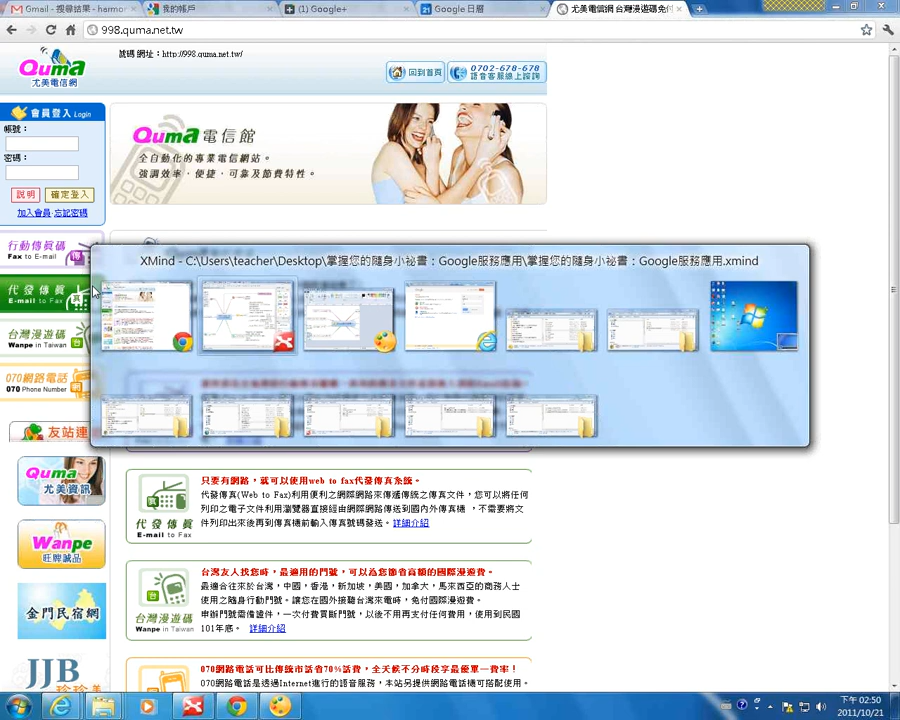 Gmail - 搜尋結果 - harmor
我的帳戶
(1) Google+
Google 日曆
尤美電信網 台灣漫遊碼免付
998.quma.net.tw
Quma
尤美電信網
號碼網址：http://998.quma.net.tw/
回到首頁
0702-678-678
語音客服線上諮詢
會員登入 Login
帳號：
密碼：
說明
確定登入
加入會員
忘記密碼
Quma電信館
全自動化的專業電信網站。
強調效率、便捷、可靠及節費特性。
行動傳真碼
Fax to E-mail
代發傳真
E-mail to Fax
台灣漫遊碼
Wanpe in Taiwan
070網路電話
070 Phone Number
友站連
Quma
尤美資訊
Wanpe
旺牌誠品
金門民宿網
JJB
XMind - C:\Users\teacher\Desktop\掌握您的隨身小祕書：Google服務應用\掌握您的隨身小祕書：Google服務應用.xmind
代發傳真
E-mail to Fax
只要有網路，就可以使用web to fax代發傳真系統。
代發傳真(Web to Fax)利用便利之網際網路來傳遞傳統之傳真文件，您可以將任何
列印之電子文件利用瀏覽器直接經由網際網路傳送到國內外傳真機 ，不需要將文
件列印出來後再到傳真機前輸入傳真號碼發送。詳細介紹
台灣漫遊碼
Wanpe in Taiwan
台灣友人找您時，最適用的門號，可以為您節省高額的國際漫遊費。
最適合往來於台灣，中國，香港，新加坡，美國，加拿大，馬來西亞的商務人士
使用之隨身行動門號。讓您在國外接聽台灣來電時，免付國際漫遊費。
申辦門號需備證件，一次付費買斷門號，以後不用再支付任何費用，使用到民國
101年底。 詳細介紹
070網路電話可比傳統市話省70%話費，全天候不分時段字最優單一費率！
070網路電話是透過Internet進行的語音服務，本站另提供網路電話機可搭配使用。
下午 02:50
2011/10/21